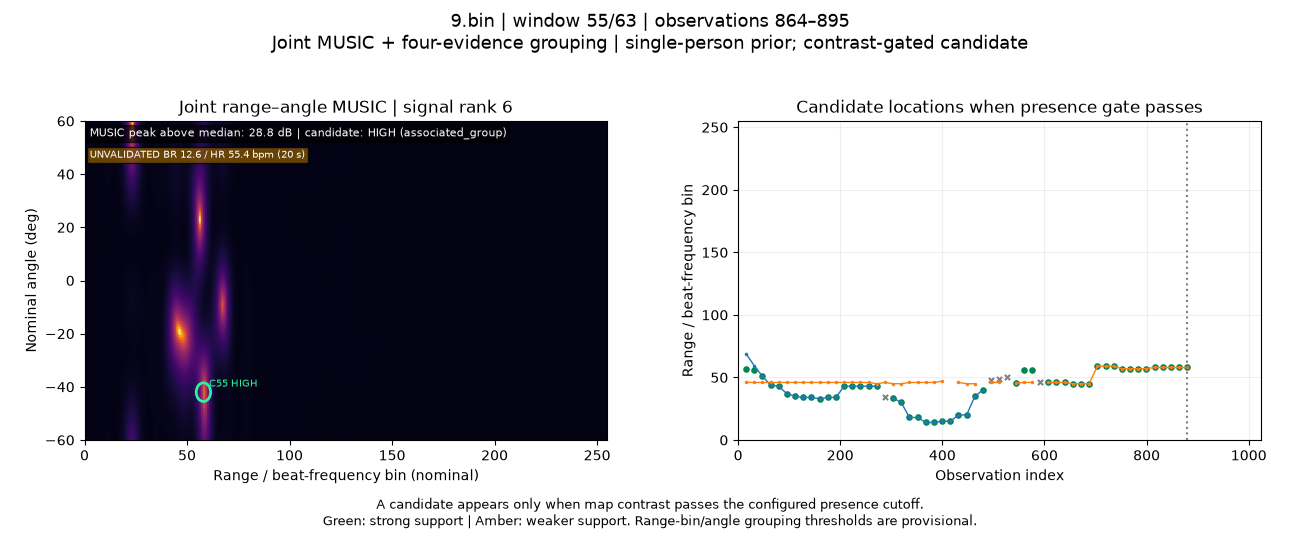 9.bin | window 55/63 | observations 864–895
Joint MUSIC + four-evidence grouping | single-person prior; contrast-gated candidate
Joint range–angle MUSIC | signal rank 6
MUSIC peak above median: 28.8 dB | candidate: HIGH (associated_group)
UNVALIDATED BR 12.6 / HR 55.4 bpm (20 s)
C55 HIGH
60
40
20
0
−20
−40
−60
Nominal angle (deg)
0
50
100
150
200
250
Range / beat-frequency bin (nominal)
Candidate locations when presence gate passes
250
200
150
100
50
0
Range / beat-frequency bin
0
200
400
600
800
1000
Observation index
A candidate appears only when map contrast passes the configured presence cutoff.
Green: strong support | Amber: weaker support. Range-bin/angle grouping thresholds are provisional.